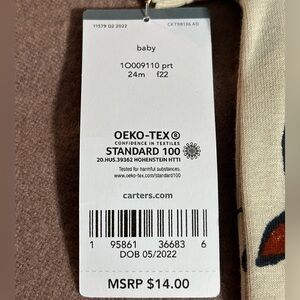 11579 Q2 2022 CKTB8136 AD
baby
1O009110 prt
24m f22
OEKO-TEX®
CONFIDENCE IN TEXTILES
STANDARD 100
20.HUS.39362 HOHENSTEIN HTTI
Tested for harmful substances.
www.oeko-tex.com/standard100
carters.com
1 95861 36683 6
DOB 05/2022
MSRP $14.00